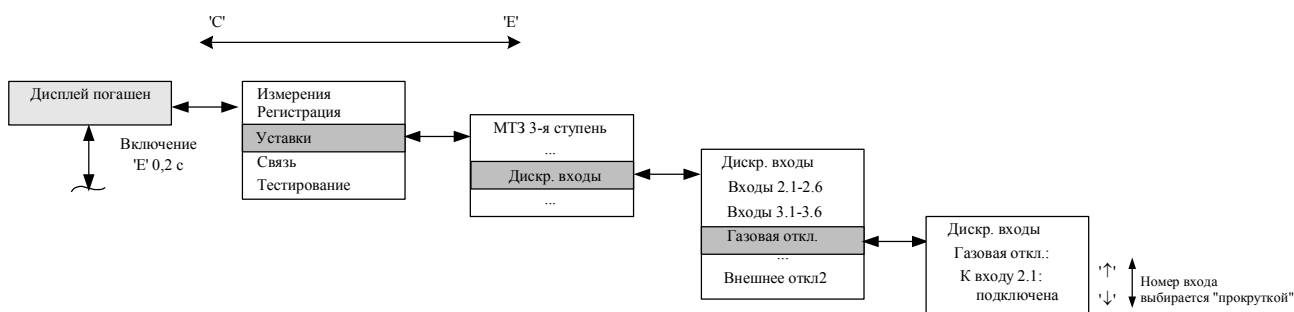 'С'
'Е'
Дисплей погашен
Включение
'Е' 0,2 с
Измерения
Регистрация
Уставки
Связь
Тестирование
МТЗ 3-я ступень
...
Дискр. входы
...
Дискр. входы
Входы 2.1-2.6
Входы 3.1-3.6
Газовая откл.
...
Внешнее откл2
Дискр. входы
Газовая откл.:
К входу 2.1:
подключена
'↑'
'↓'
Номер входа
выбирается "прокруткой"